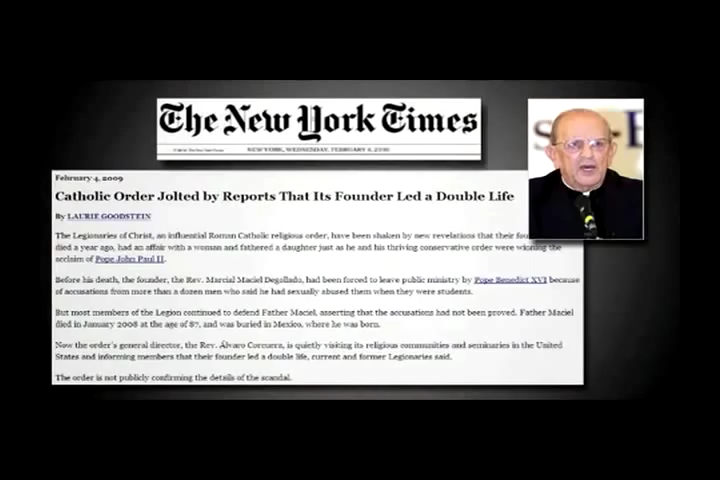 The New York Times
NEW YORK, WEDNESDAY, FEBRUARY 4, 2009
February 4, 2009
Catholic Order Jolted by Reports That Its Founder Led a Double Life
By LAURIE GOODSTEIN
The Legionaries of Christ, an influential Roman Catholic religious order, have been shaken by new revelations that their
died a year ago, had an affair with a woman and fathered a daughter just as he and his thriving conservative order were winning the
acclaim of Pope John Paul II.
Before his death, the founder, the Rev. Marcial Maciel Degollado, had been forced to leave public ministry by Pope Benedict XVI because
of accusations from more than a dozen men who said he had sexually abused them when they were students.
But most members of the Legion continued to defend Father Maciel, asserting that the accusations had not been proved. Father Maciel
died in January 2008 at the age of 87, and was buried in Mexico, where he was born.
Now the order's general director, the Rev. Álvaro Corcuera, is quietly visiting its religious communities and seminaries in the United
States and informing members that their founder led a double life, current and former Legionaries said.
The order is not publicly confirming the details of the scandal.